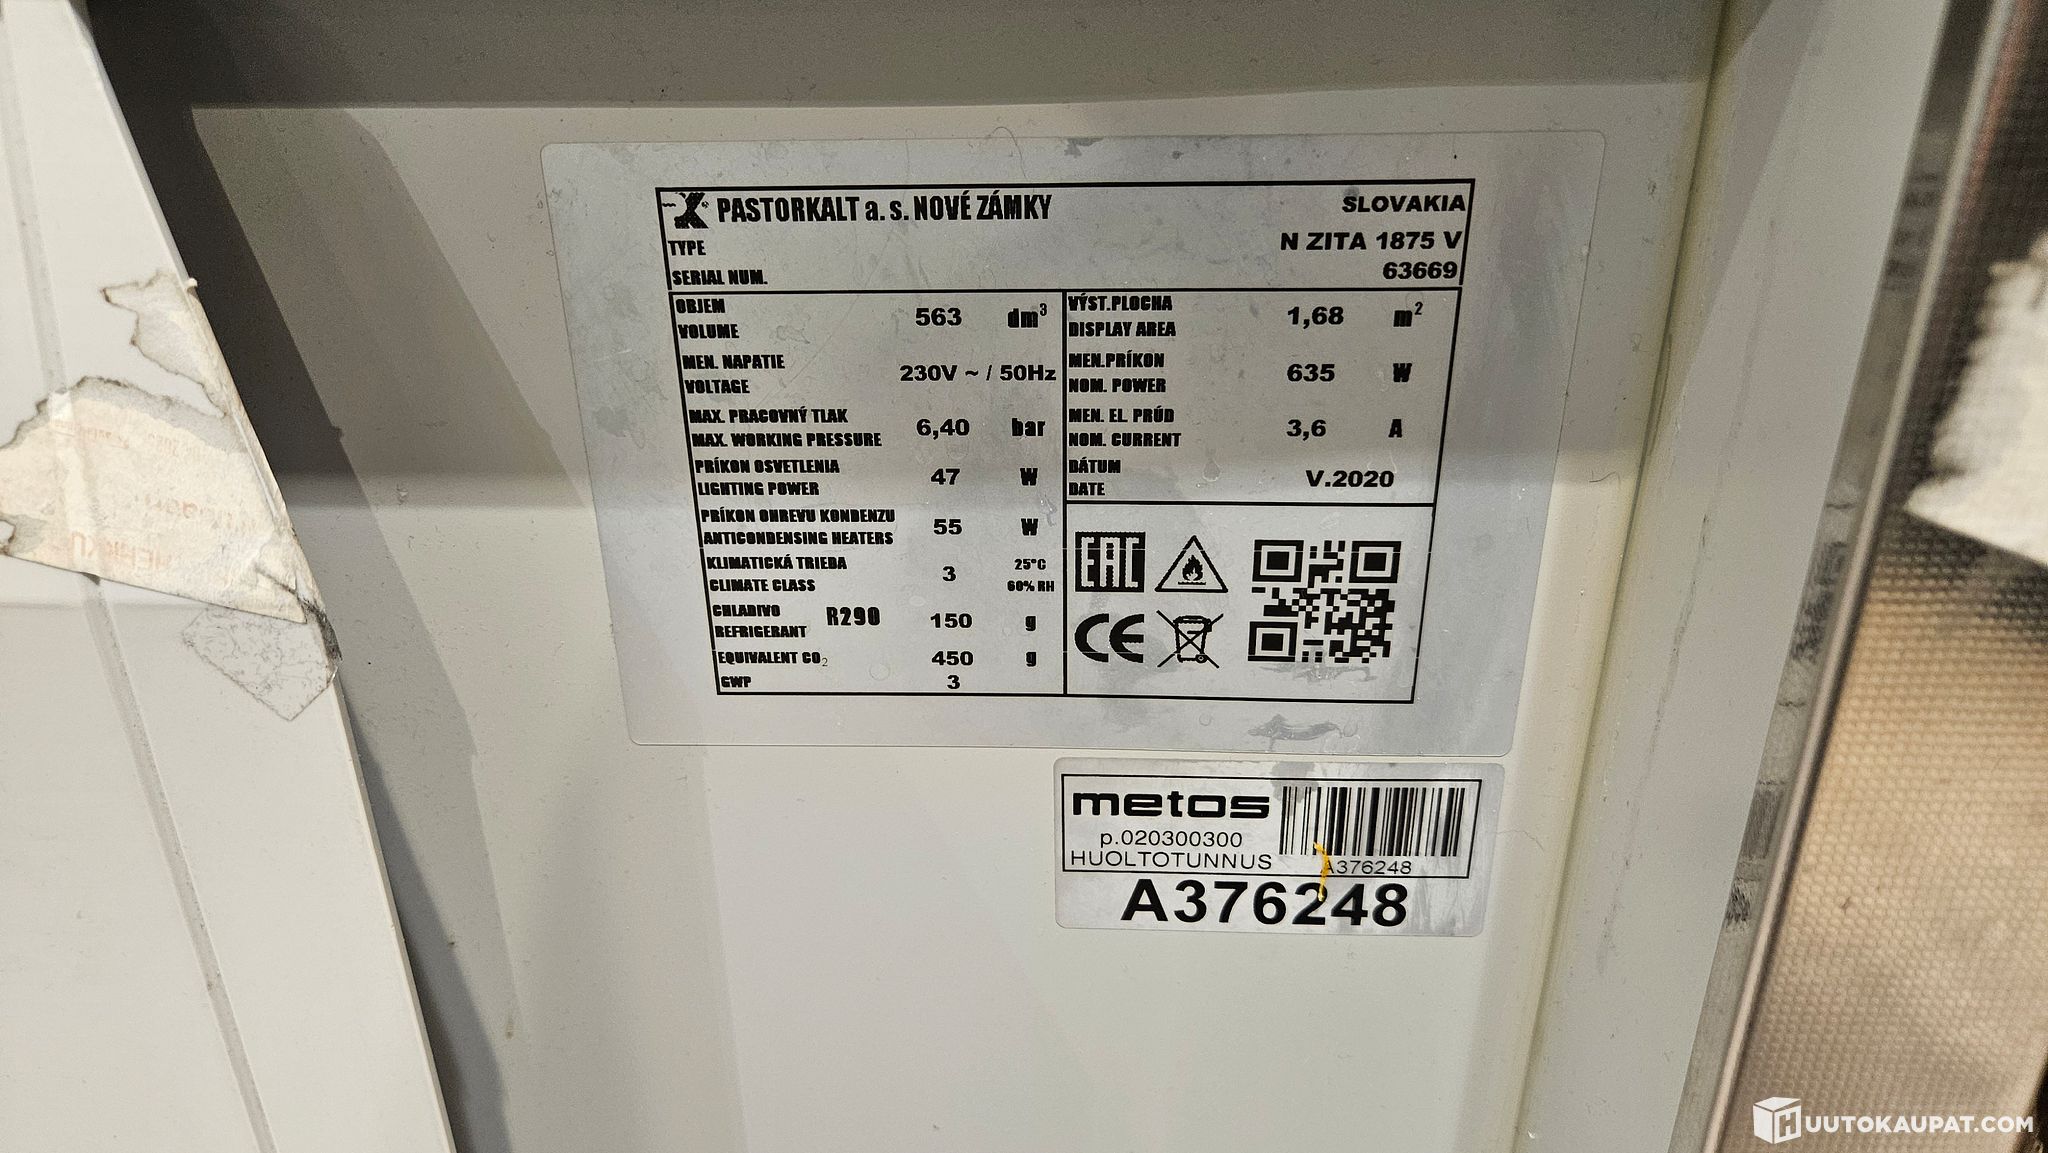 PASTORKALT a. s. NOVÉ ZÁMKY SLOVAKIA
TYPE N ZITA 1875 V
SERIAL NUM. 63669
OBJEM
VOLUME 563 dm³
MEN. NAPATIE
VOLTAGE 230V ~ / 50Hz
MAX. PRACOVNÝ TLAK
MAX. WORKING PRESSURE 6,40 bar
PRÍKON OSVETLENIA
LIGHTING POWER 47 W
PRÍKON OHREVU KONDENZU
ANTICONDENSING HEATERS 55 W
KLIMATICKÁ TRIEDA 25°C
CLIMATE CLASS 3 60% RH
CHLADIVO
REFRIGERANT R290 150 g
EQUIVALENT CO₂ 450 g
GWP 3
VÝST.PLOCHA
DISPLAY AREA 1,68 m²
MEN.PRÍKON
NOM. POWER 635 W
MEN. EL. PRÚD
NOM. CURRENT 3,6 A
DÁTUM
DATE V.2020
EAC
CE
metos
p.020300300
HUOLTOTUNNUS A376248
A376248
HUUTOKAUPAT.COM